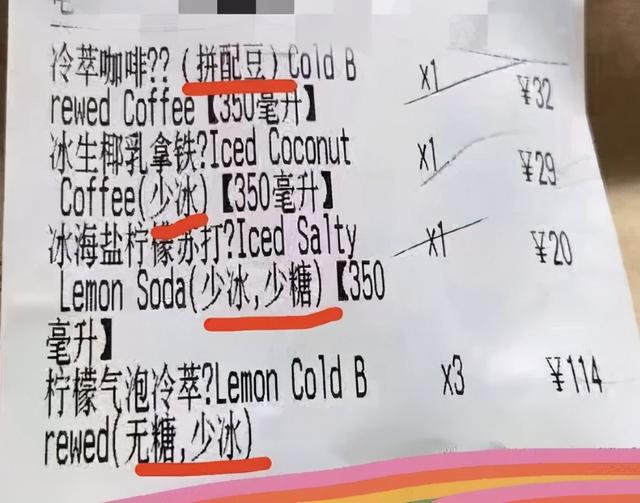 冷萃咖啡??(拼配豆)Cold B x1 ¥32
rewed Coffee【350毫升】
冰生椰乳拿铁?Iced Coconut x1 ¥29
Coffee(少冰)【350毫升】
冰海盐柠檬苏打?Iced Salty x1 ¥20
Lemon Soda(少冰,少糖)【350
毫升】
柠檬气泡冷萃?Lemon Cold B x3 ¥114
rewed(无糖,少冰)